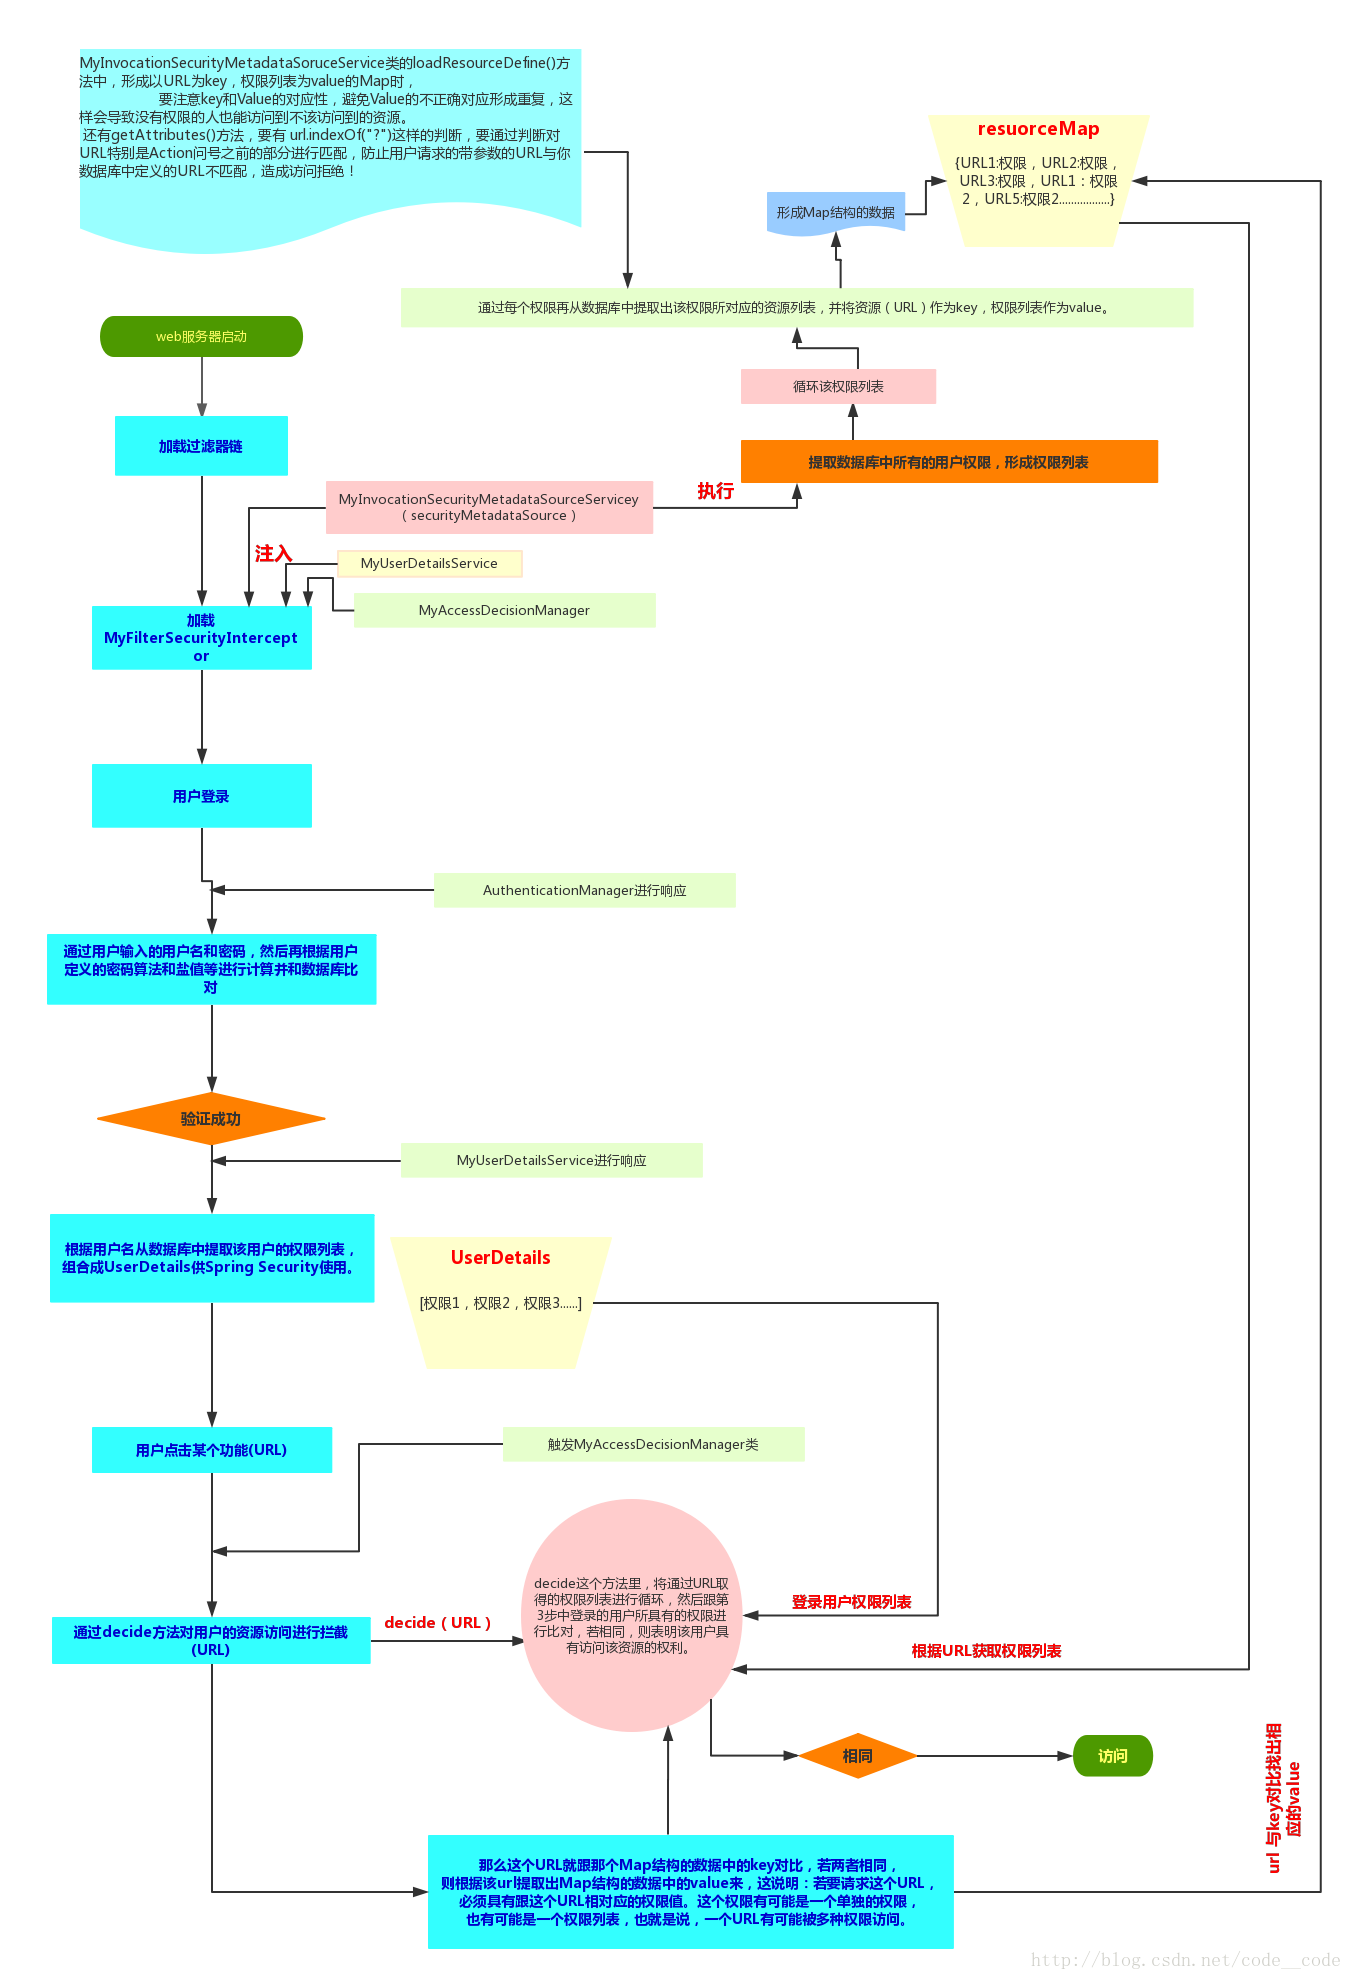 MyInvocationSecurityMetadataSoruceService类的loadResourceDefine()方
法中，形成以URL为key，权限列表为value的Map时，
要注意key和Value的对应性，避免Value的不正确对应形成重复，这
样会导致没有权限的人也能访问到不该访问到的资源。
还有getAttributes()方法，要有 url.indexOf("?")这样的判断，要通过判断对
URL特别是Action问号之前的部分进行匹配，防止用户请求的带参数的URL与你
数据库中定义的URL不匹配，造成访问拒绝！
resuorceMap
{URL1:权限，URL2:权限，
URL3:权限，URL1：权限
2，URL5:权限2.................}
形成Map结构的数据
通过每个权限再从数据库中提取出该权限所对应的资源列表，并将资源（URL）作为key，权限列表作为value。
web服务器启动
循环该权限列表
加载过滤器链
提取数据库中所有的用户权限，形成权限列表
执行
MyInvocationSecurityMetadataSourceServicey
（securityMetadataSource）
注入
MyUserDetailsService
MyAccessDecisionManager
加载
MyFilterSecurityIntercept
or
用户登录
AuthenticationManager进行响应
通过用户输入的用户名和密码，然后再根据用户
定义的密码算法和盐值等进行计算并和数据库比
对
验证成功
MyUserDetailsService进行响应
根据用户名从数据库中提取该用户的权限列表，
组合成UserDetails供Spring Security使用。
UserDetails
[权限1，权限2，权限3......]
用户点击某个功能(URL)
触发MyAccessDecisionManager类
decide这个方法里，将通过URL取
得的权限列表进行循环，然后跟第
3步中登录的用户所具有的权限进
行比对，若相同，则表明该用户具
有访问该资源的权利。
登录用户权限列表
decide（URL）
通过decide方法对用户的资源访问进行拦截
(URL)
根据URL获取权限列表
相同
访问
url 与key对比找出相
应的value
那么这个URL就跟那个Map结构的数据中的key对比，若两者相同，
则根据该url提取出Map结构的数据中的value来，这说明：若要请求这个URL，
必须具有跟这个URL相对应的权限值。这个权限有可能是一个单独的权限，
也有可能是一个权限列表，也就是说，一个URL有可能被多种权限访问。
http://blog.csdn.net/code__code